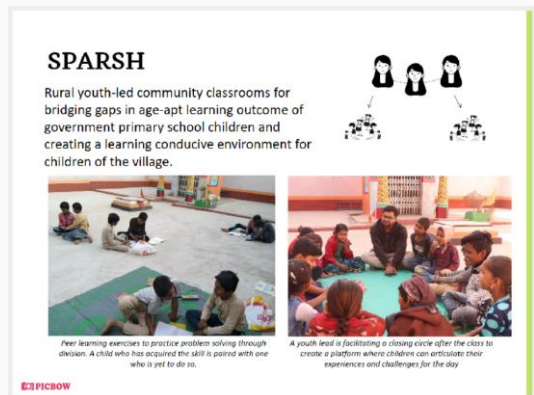 SPARSH
Rural youth-led community classrooms for
bridging gaps in age-apt learning outcome of
government primary school children and
creating a learning conducive environment for
children of the village.
Peer learning exercises to practice problem solving through
division. A child who has acquired the skill is paired with one
who is yet to do so.
A youth lead is facilitating a closing circle after the class to
create a platform where children can articulate their
experiences and challenges for the day
PICBOW